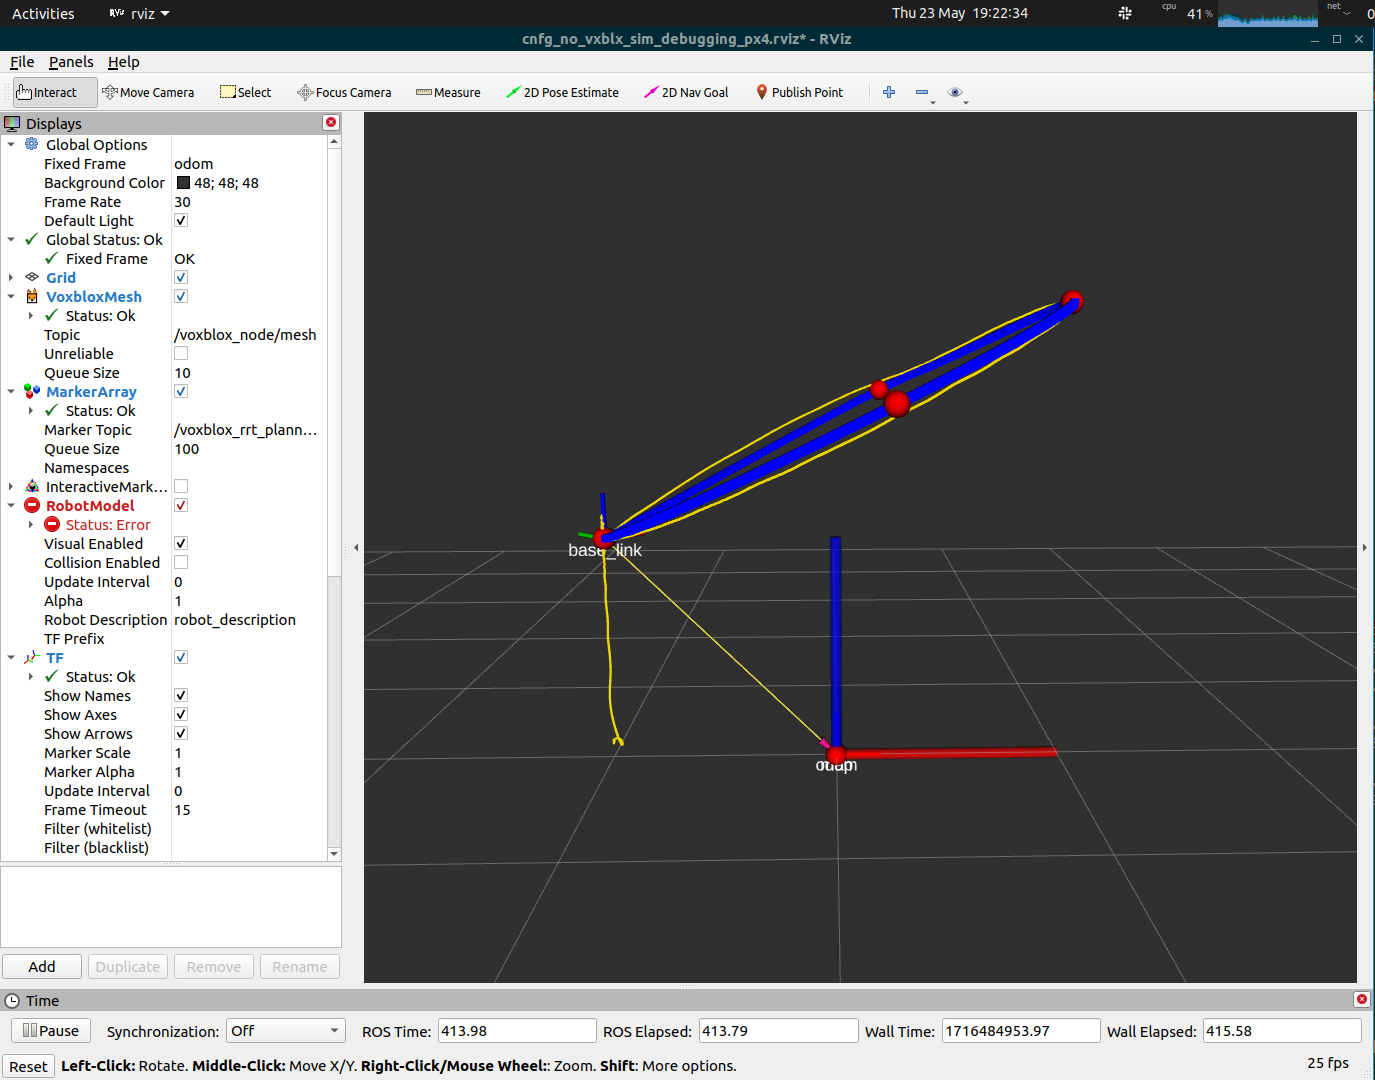 Activities
rviz
Thu 23 May 19:22:34
cpu
41%
net
0
cnfg_no_vxblx_sim_debugging_px4.rviz* - RViz
File Panels Help
Interact Move Camera Select Focus Camera Measure 2D Pose Estimate 2D Nav Goal Publish Point
Displays
Global Options
Fixed Frame odom
Background Color 48; 48; 48
Frame Rate 30
Default Light
Global Status: Ok
Fixed Frame OK
Grid
VoxbloxMesh
Status: Ok
Topic /voxblox_node/mesh
Unreliable
Queue Size 10
MarkerArray
Status: Ok
Marker Topic /voxblox_rrt_plann...
Queue Size 100
Namespaces
InteractiveMark...
RobotModel
Status: Error
Visual Enabled
Collision Enabled
Update Interval 0
Alpha 1
Robot Description robot_description
TF Prefix
TF
Status: Ok
Show Names
Show Axes
Show Arrows
Marker Scale 1
Marker Alpha 1
Update Interval 0
Frame Timeout 15
Filter (whitelist)
Filter (blacklist)
base_link
Add Duplicate Remove Rename
Time
Pause Synchronization: Off ROS Time: 413.98 ROS Elapsed: 413.79 Wall Time: 1716484953.97 Wall Elapsed: 415.58
Reset Left-Click: Rotate. Middle-Click: Move X/Y. Right-Click/Mouse Wheel:: Zoom. Shift: More options. 25 fps